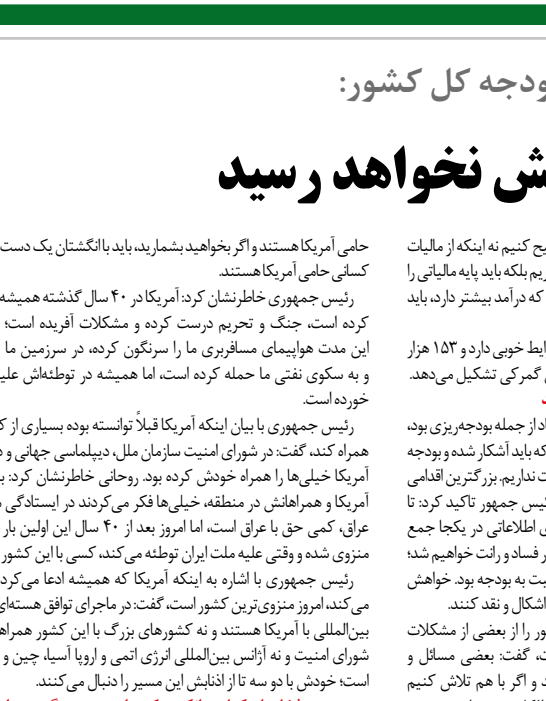 ودجه کل کشور:
ش نخواهد رسید
یح کنیم نه اینکه از مالیات
ریم بلکه باید پایه مالیاتی را
که درآمد بیشتر دارد، باید
ایط خوبی دارد و ۱۵۳ هزار
گمرکی تشکیل می‌دهد.
اد از جمله بودجه‌ریزی بود،
که باید آشکار شده و بودجه
ت نداریم. بزرگترین اقدامی
ئیس جمهور تاکید کرد: تا
ی اطلاعاتی در یکجا جمع
ر فساد و رانت خواهیم شد؛
بت به بودجه بود. خواهش
اشکال و نقد کنند.
ور را از بعضی از مشکلات
ت، گفت: بعضی مسائل و
د و اگر با هم تلاش کنیم
حامی آمریکا هستند و اگر بخواهید بشمارید، باید با انگشتان یک دست
کسانی حامی آمریکا هستند.
رئیس جمهوری خاطرنشان کرد: آمریکا در ۴۰ سال گذشته همیشه
کرده است، جنگ و تحریم درست کرده و مشکلات آفریده است؛
این مدت هواپیمای مسافربری ما را سرنگون کرده، در سرزمین ما
و به سکوی نفتی ما حمله کرده است، اما همیشه در توطئه‌اش علیه
خورده است.
رئیس جمهوری با بیان اینکه آمریکا قبلاً توانسته بوده بسیاری از ک
همراه کند، گفت: در شورای امنیت سازمان ملل، دیپلماسی جهانی و د
آمریکا خیلی‌ها را همراه خودش کرده بود. روحانی خاطرنشان کرد: ب
آمریکا و همراهانش در منطقه، خیلی‌ها فکر می‌کردند در ایستادگی م
عراق، کمی حق با عراق است، اما امروز بعد از ۴۰ سال این اولین بار
منزوی شده و وقتی علیه ملت ایران توطئه می‌کند، کسی با این کشور
رئیس جمهوری با اشاره به اینکه آمریکا که همیشه ادعا می‌کرد
می‌کند، امروز منزوی‌ترین کشور است، گفت: در ماجرای توافق هسته‌ای
بین‌المللی با آمریکا هستند و نه کشورهای بزرگ با این کشور همراه
شورای امنیت و نه آژانس بین‌المللی انرژی اتمی و اروپا آسیا، چین و
است؛ خودش با دو سه تا از اذنابش این مسیر را دنبال می‌کنند.